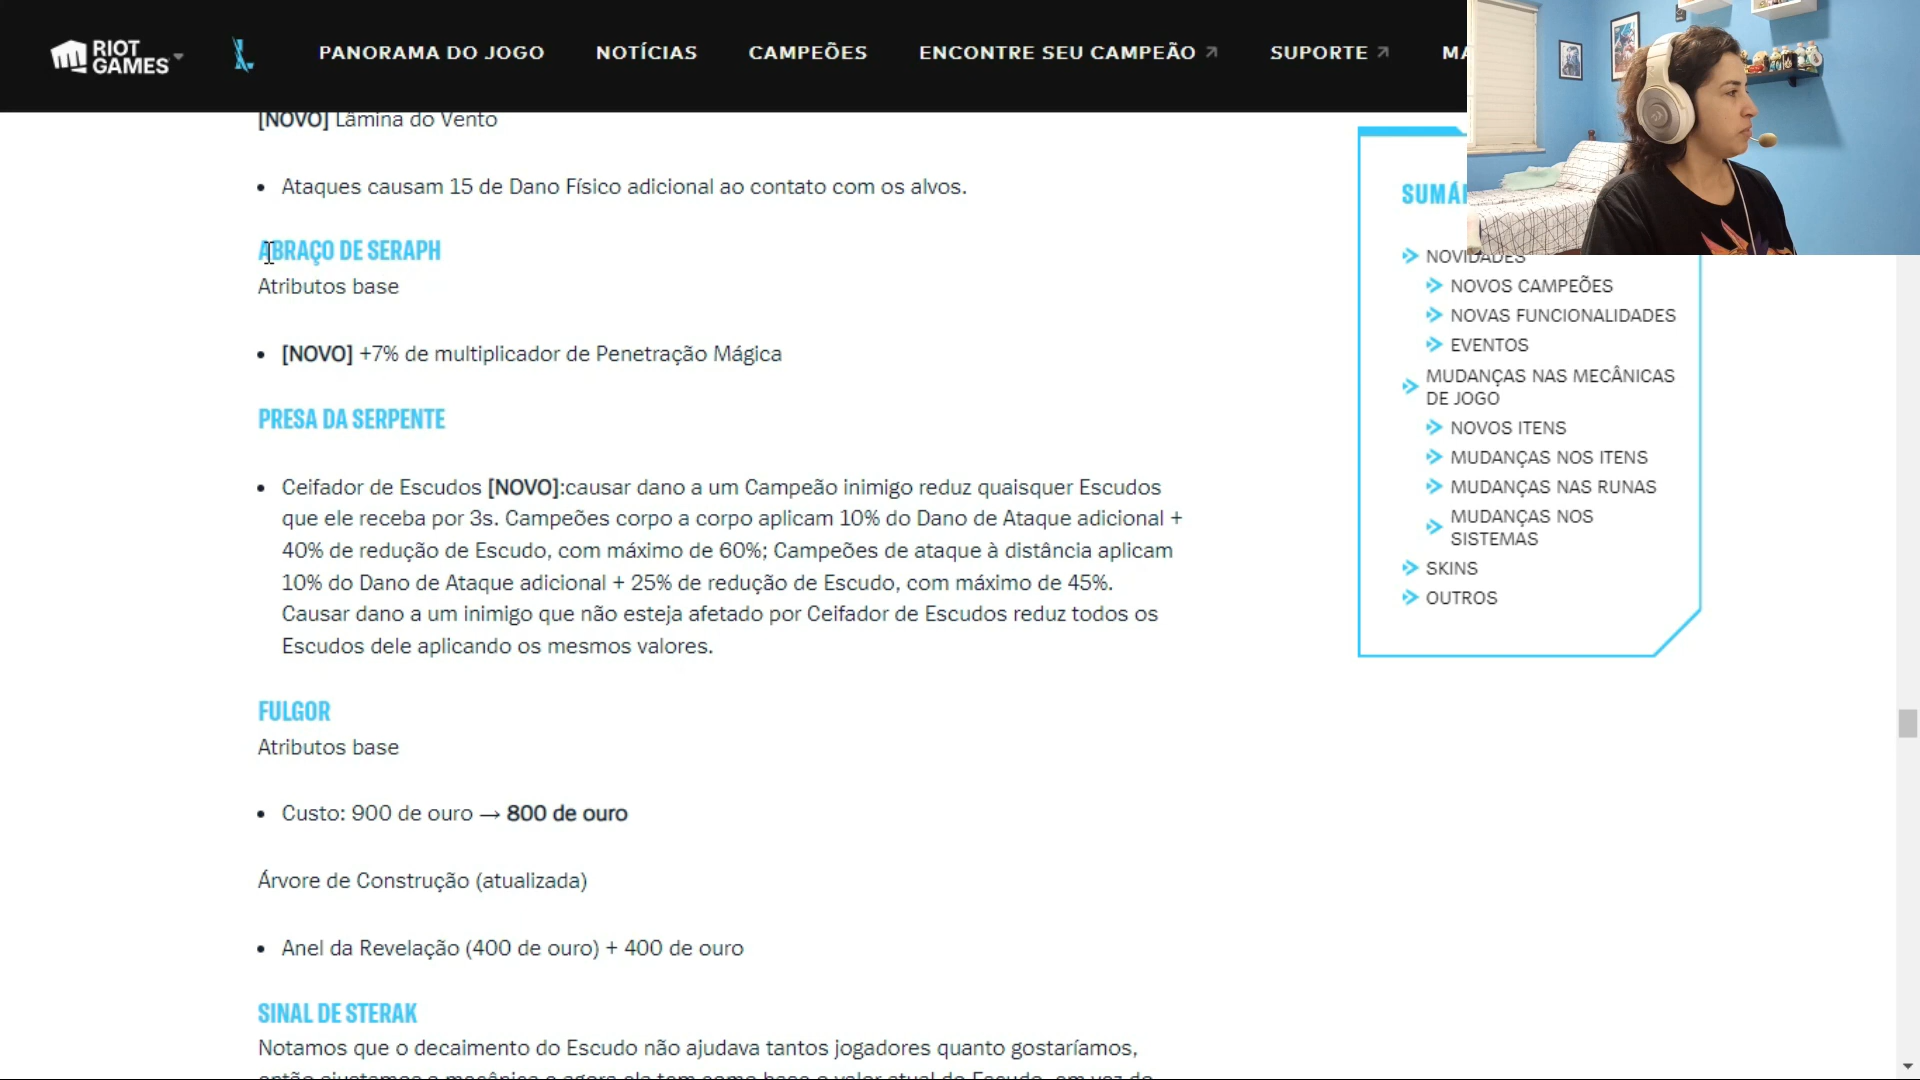 RIOT GAMES
PANORAMA DO JOGO
NOTÍCIAS
CAMPEÕES
ENCONTRE SEU CAMPEÃO
SUPORTE
[NOVO] Lâmina do Vento
• Ataques causam 15 de Dano Físico adicional ao contato com os alvos.
ABRAÇO DE SERAPH
Atributos base
• [NOVO] +7% de multiplicador de Penetração Mágica
PRESA DA SERPENTE
• Ceifador de Escudos [NOVO]:causar dano a um Campeão inimigo reduz quaisquer Escudos
que ele receba por 3s. Campeões corpo a corpo aplicam 10% do Dano de Ataque adicional +
40% de redução de Escudo, com máximo de 60%; Campeões de ataque à distância aplicam
10% do Dano de Ataque adicional + 25% de redução de Escudo, com máximo de 45%.
Causar dano a um inimigo que não esteja afetado por Ceifador de Escudos reduz todos os
Escudos dele aplicando os mesmos valores.
FULGOR
Atributos base
• Custo: 900 de ouro → 800 de ouro
Árvore de Construção (atualizada)
• Anel da Revelação (400 de ouro) + 400 de ouro
SINAL DE STERAK
Notamos que o decaimento do Escudo não ajudava tantos jogadores quanto gostaríamos,
NOVIDADES
NOVOS CAMPEÕES
NOVAS FUNCIONALIDADES
EVENTOS
MUDANÇAS NAS MECÂNICAS
DE JOGO
NOVOS ITENS
MUDANÇAS NOS ITENS
MUDANÇAS NAS RUNAS
MUDANÇAS NOS
SISTEMAS
SKINS
OUTROS